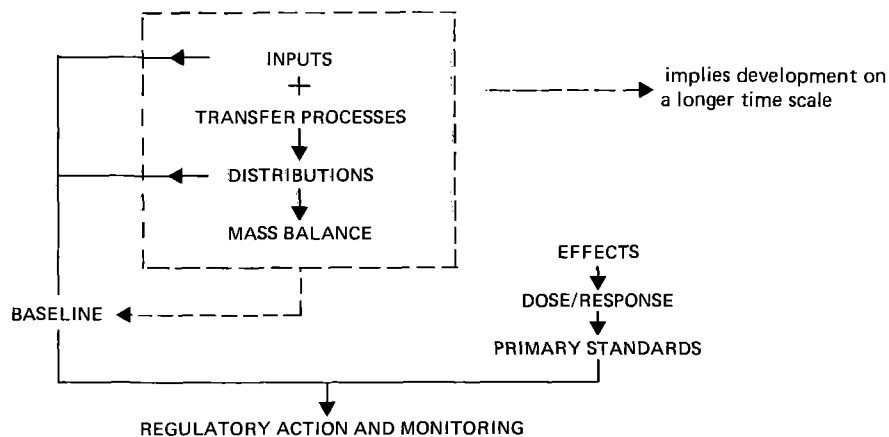 INPUTS
+
TRANSFER PROCESSES
DISTRIBUTIONS
MASS BALANCE
implies development on
a longer time scale
EFFECTS
DOSE/RESPONSE
PRIMARY STANDARDS
BASELINE
REGULATORY ACTION AND MONITORING